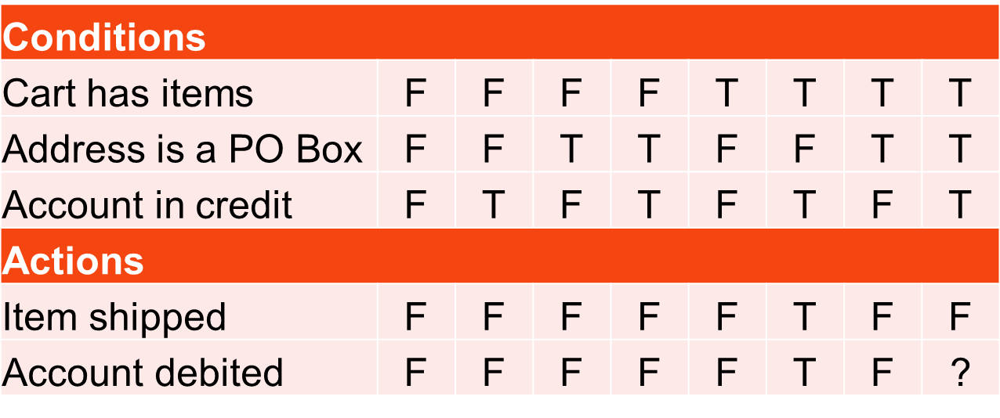 Conditions
Cart has items F F F F T T T T
Address is a PO Box F F T T F F T T
Account in credit F T F T F T F T
Actions
Item shipped F F F F F T F F
Account debited F F F F F T F ?